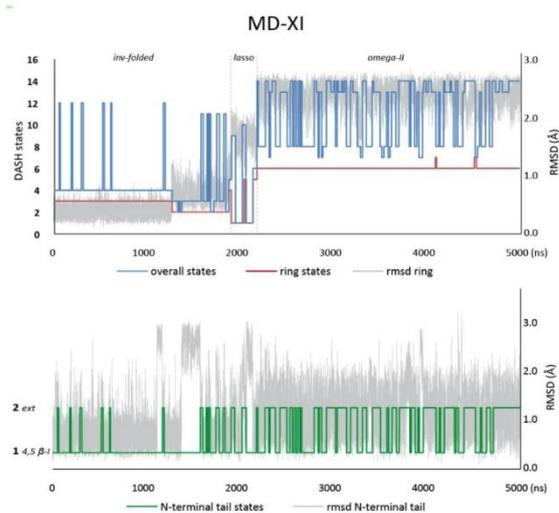 MD-XI
inv-folded lasso omega-II
16 3.0
14
12
10 2.0
8
6 1.0
4
2
0 0.0
DASH states
RMSD (Å)
0 1000 2000 3000 4000 5000 (ns)
overall states ring states rmsd ring
3.0
2.0
2 ext 1.0
1 4,5 β-I
0.0
RMSD (Å)
0 1000 2000 3000 4000 5000 (ns)
N-terminal tail states rmsd N-terminal tail